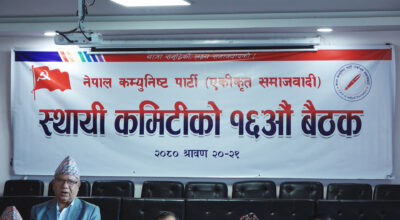 नेपाल कम्युनिष्ट पार्टी (एकीकृत समाजवादी)
स्थायी कमिटीको १६औं बैठक
२०८० श्रावण २०-२१